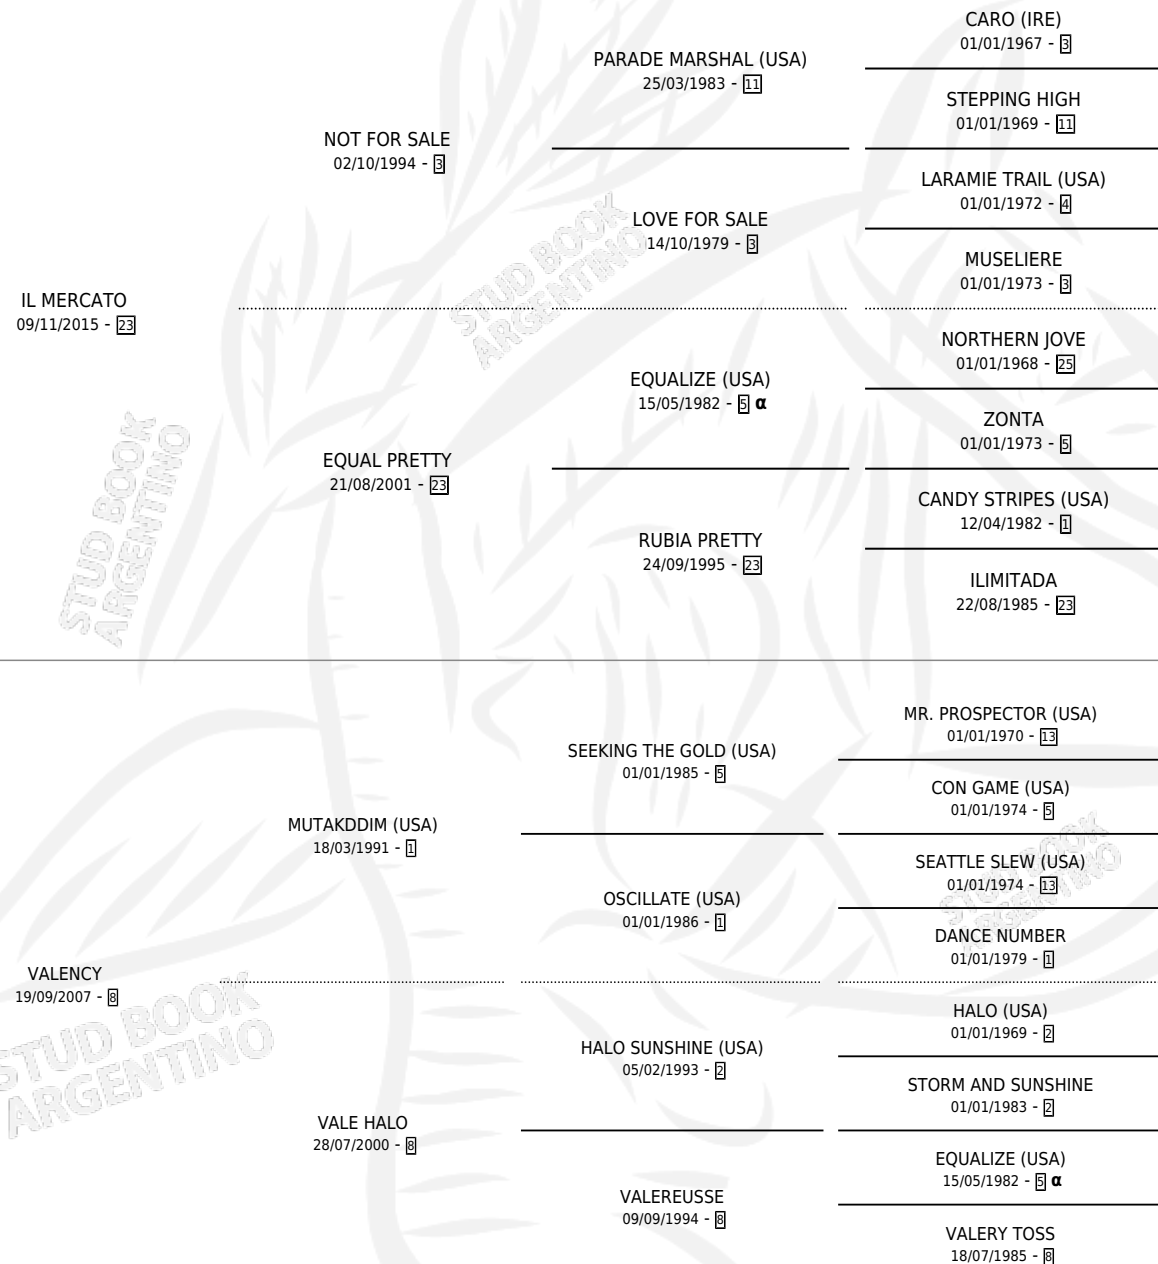 CARO (IRE)
01/01/1967 - 3
PARADE MARSHAL (USA)
25/03/1983 - 11
STEPPING HIGH
01/01/1969 - 11
NOT FOR SALE
02/10/1994 - 3
LARAMIE TRAIL (USA)
01/01/1972 - 4
LOVE FOR SALE
14/10/1979 - 3
MUSELIERE
01/01/1973 - 3
IL MERCATO
09/11/2015 - 23
NORTHERN JOVE
01/01/1968 - 25
EQUALIZE (USA)
15/05/1982 - 5 α
ZONTA
01/01/1973 - 5
EQUAL PRETTY
21/08/2001 - 23
CANDY STRIPES (USA)
12/04/1982 - 1
RUBIA PRETTY
24/09/1995 - 23
ILIMITADA
22/08/1985 - 23
MR. PROSPECTOR (USA)
01/01/1970 - 13
SEEKING THE GOLD (USA)
01/01/1985 - 5
CON GAME (USA)
01/01/1974 - 5
MUTAKDDIM (USA)
18/03/1991 - 1
SEATTLE SLEW (USA)
01/01/1974 - 13
OSCILLATE (USA)
01/01/1986 - 1
DANCE NUMBER
01/01/1979 - 1
VALENCY
19/09/2007 - 8
HALO (USA)
01/01/1969 - 2
HALO SUNSHINE (USA)
05/02/1993 - 2
STORM AND SUNSHINE
01/01/1983 - 2
VALE HALO
28/07/2000 - 8
EQUALIZE (USA)
15/05/1982 - 5 α
VALEREUSSE
09/09/1994 - 8
VALERY TOSS
18/07/1985 - 8
STUD BOOK
ARGENTINO
STUD BOOK
ARGENTINO
STUD BOOK
ARGENTINO
STUD BOOK
ARGENTINO